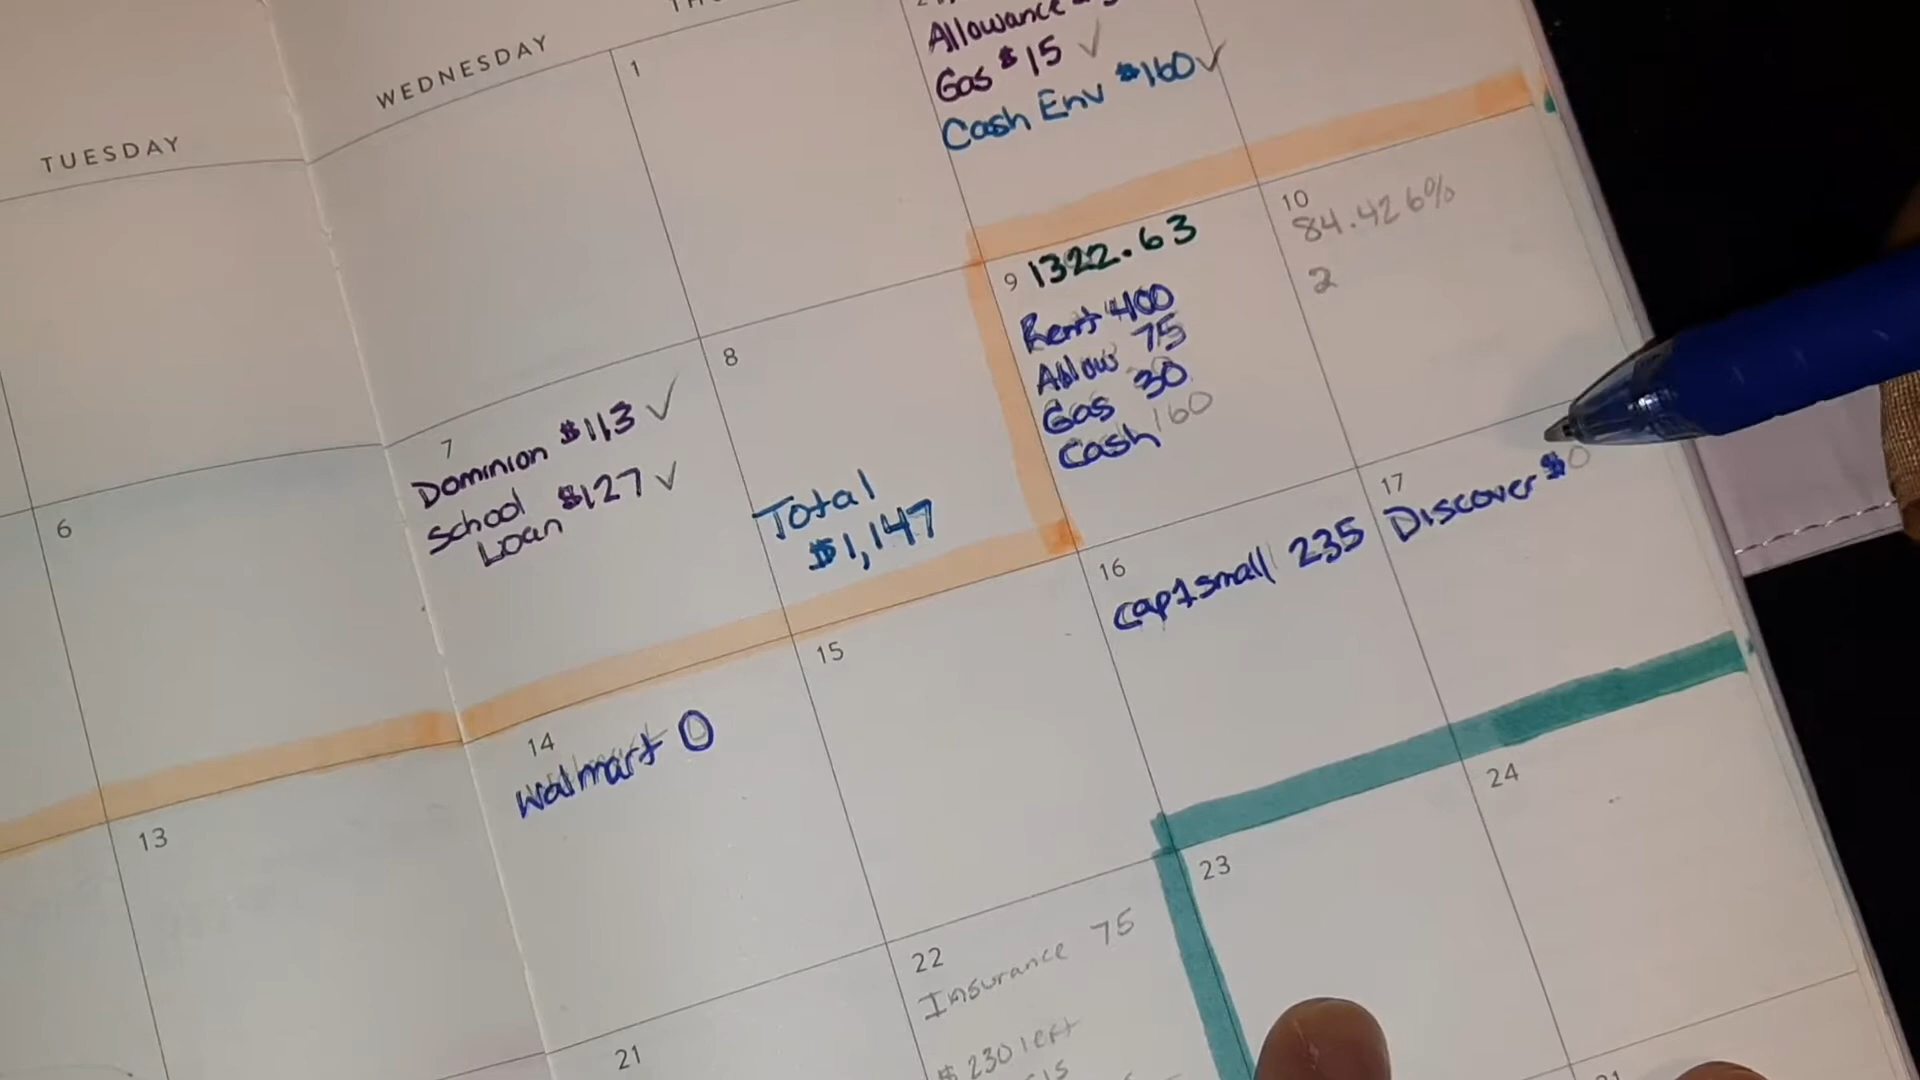 TUESDAY
WEDNESDAY
1
Allowance
Gas $15 ✓
Cash Env $160 ✓
6
7
Dominion $113 ✓
School $127 ✓
Loan
8
Total
$1,147
9 1322.63
Rent 400
Allow 75
Gas 30
Cash 160
10
84.426%
2
13
14
Walmart 0
15
16
Cap1small 235
17
Discover $0
21
22
Insurance 75
$230 left
23
24